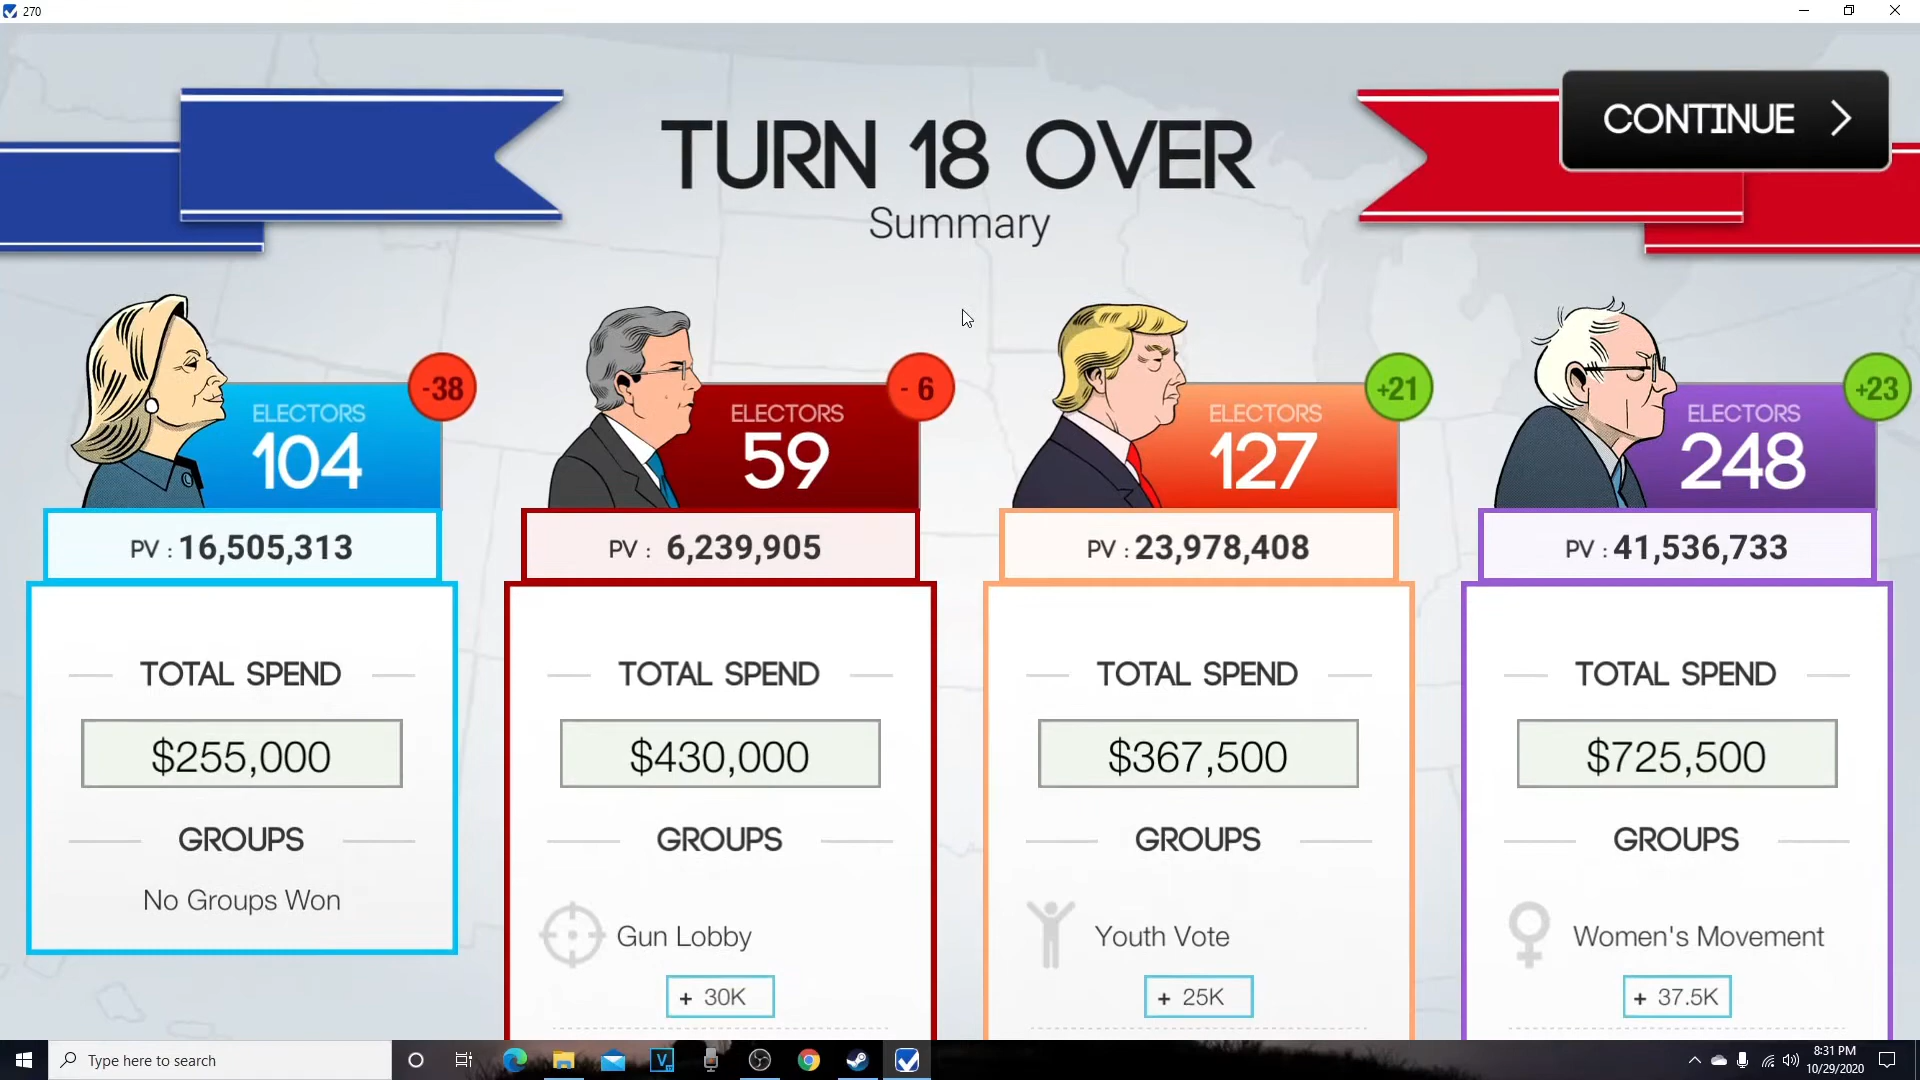 270
TURN 18 OVER
Summary
CONTINUE
-38
ELECTORS
104
PV : 16,505,313
TOTAL SPEND
$255,000
GROUPS
No Groups Won
- 6
ELECTORS
59
PV : 6,239,905
TOTAL SPEND
$430,000
GROUPS
Gun Lobby
+ 30K
+21
ELECTORS
127
PV : 23,978,408
TOTAL SPEND
$367,500
GROUPS
Youth Vote
+ 25K
+23
ELECTORS
248
PV : 41,536,733
TOTAL SPEND
$725,500
GROUPS
Women's Movement
+ 37.5K
Type here to search
V
8:31 PM
10/29/2020